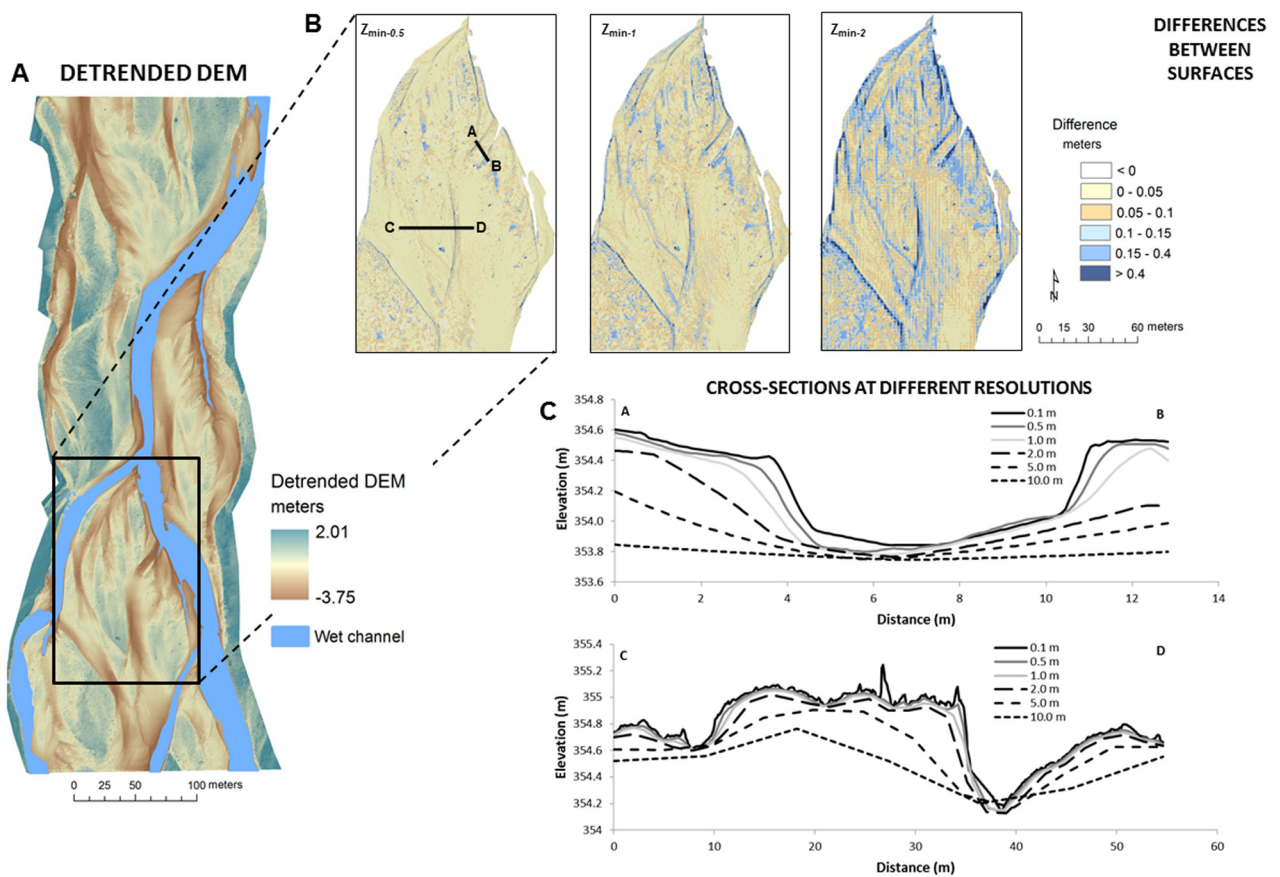 A
DETRENDED DEM
0 25 50 100 meters
Detrended DEM
meters
2.01
-3.75
Wet channel
B
Zmin-0.5
A
B
C
D
Zmin-1
Zmin-2
DIFFERENCES
BETWEEN
SURFACES
Difference
meters
< 0
0 - 0.05
0.05 - 0.1
0.1 - 0.15
0.15 - 0.4
> 0.4
N
0 15 30 60 meters
C
CROSS-SECTIONS AT DIFFERENT RESOLUTIONS
A
B
0.1 m
0.5 m
1.0 m
2.0 m
5.0 m
10.0 m
Elevation (m)
354.8
354.6
354.4
354.2
354.0
353.8
353.6
0 2 4 6 8 10 12 14
Distance (m)
C
D
0.1 m
0.5 m
1.0 m
2.0 m
5.0 m
10.0 m
Elevation (m)
355.4
355.2
355
354.8
354.6
354.4
354.2
354
0 10 20 30 40 50 60
Distance (m)